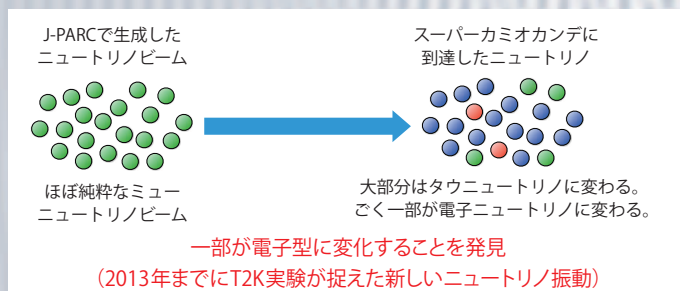 J-PARCで生成した
ニュートリノビーム
スーパーカミオカンデに
到達したニュートリノ
ほぼ純粋なミュー
ニュートリノビーム
大部分はタウニュートリノに変わる。
ごく一部が電子ニュートリノに変わる。
一部が電子型に変化することを発見
（2013年までにT2K実験が捉えた新しいニュートリノ振動）